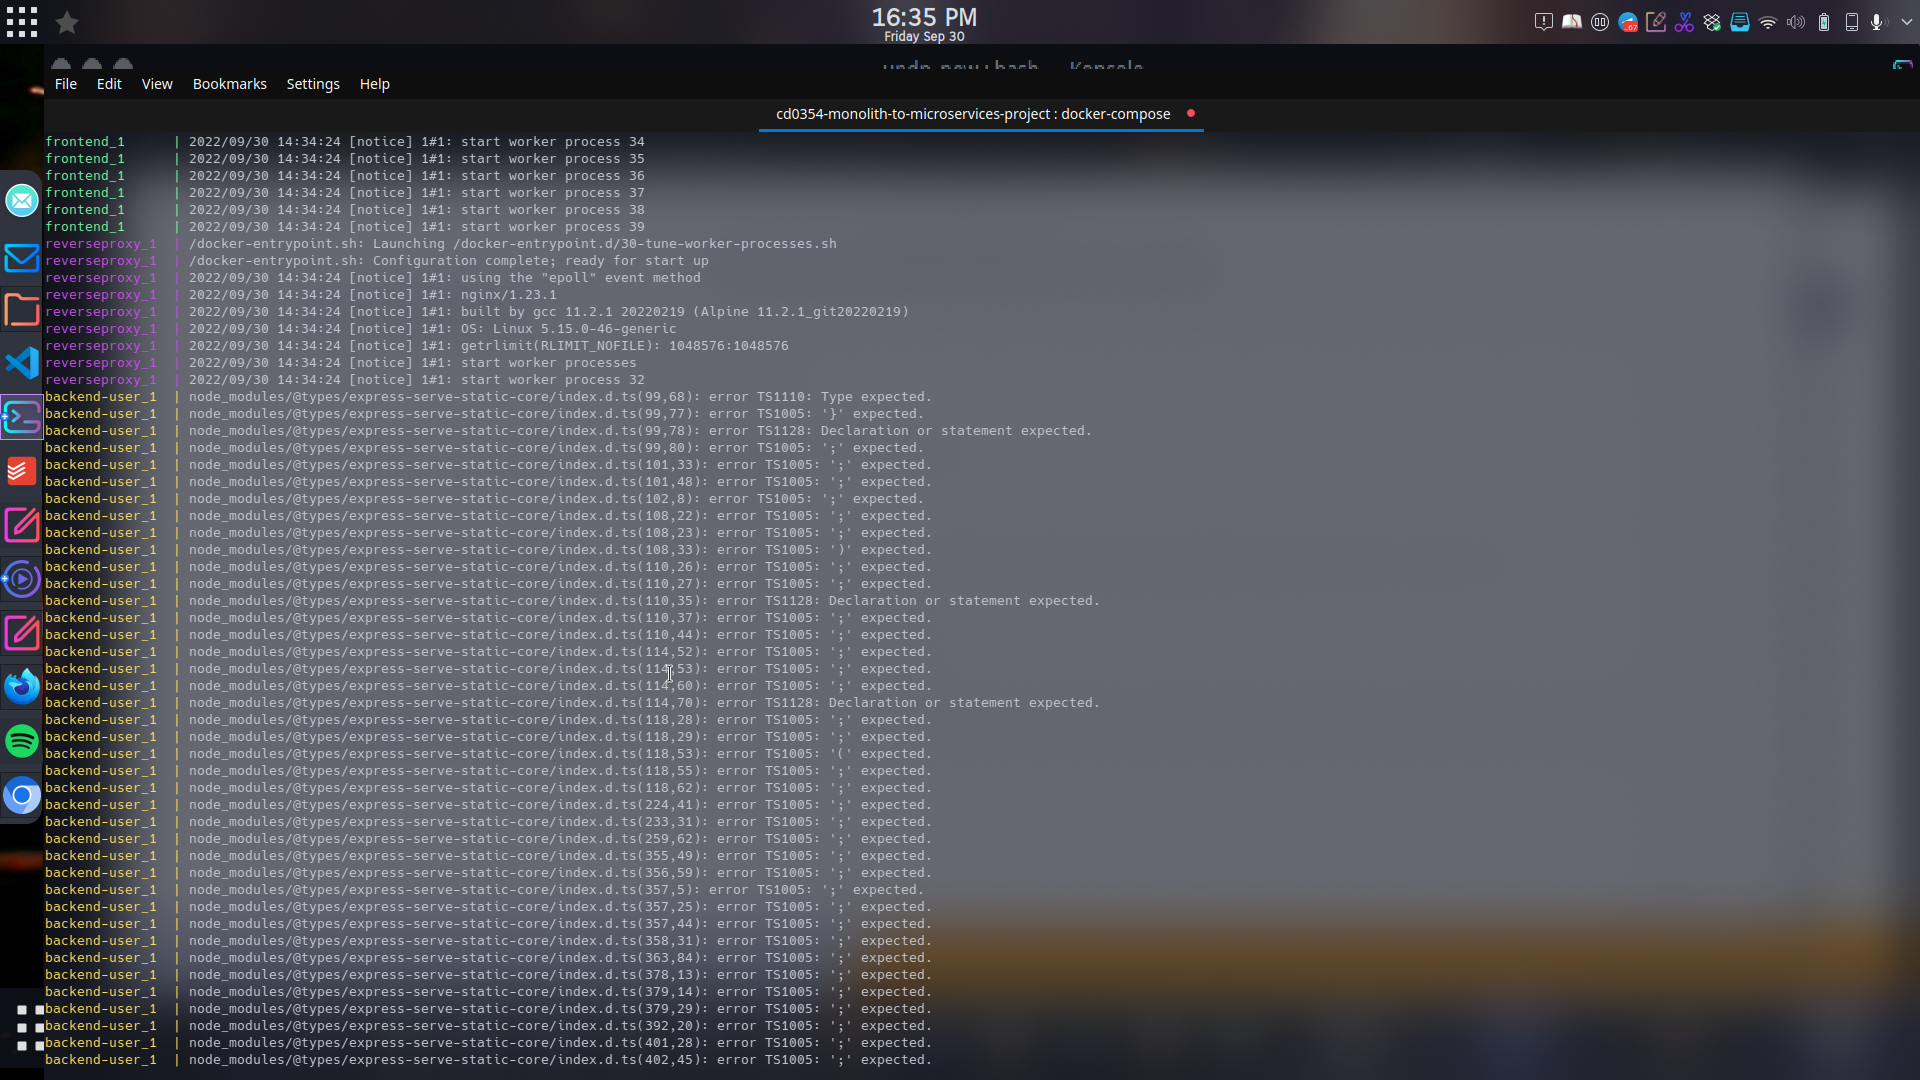 16:35 PM
Friday Sep 30
File Edit View Bookmarks Settings Help
cd0354-monolith-to-microservices-project : docker-compose
frontend_1 | 2022/09/30 14:34:24 [notice] 1#1: start worker process 34
frontend_1 | 2022/09/30 14:34:24 [notice] 1#1: start worker process 35
frontend_1 | 2022/09/30 14:34:24 [notice] 1#1: start worker process 36
frontend_1 | 2022/09/30 14:34:24 [notice] 1#1: start worker process 37
frontend_1 | 2022/09/30 14:34:24 [notice] 1#1: start worker process 38
frontend_1 | 2022/09/30 14:34:24 [notice] 1#1: start worker process 39
reverseproxy_1 | /docker-entrypoint.sh: Launching /docker-entrypoint.d/30-tune-worker-processes.sh
reverseproxy_1 | /docker-entrypoint.sh: Configuration complete; ready for start up
reverseproxy_1 | 2022/09/30 14:34:24 [notice] 1#1: using the "epoll" event method
reverseproxy_1 | 2022/09/30 14:34:24 [notice] 1#1: nginx/1.23.1
reverseproxy_1 | 2022/09/30 14:34:24 [notice] 1#1: built by gcc 11.2.1 20220219 (Alpine 11.2.1_git20220219)
reverseproxy_1 | 2022/09/30 14:34:24 [notice] 1#1: OS: Linux 5.15.0-46-generic
reverseproxy_1 | 2022/09/30 14:34:24 [notice] 1#1: getrlimit(RLIMIT_NOFILE): 1048576:1048576
reverseproxy_1 | 2022/09/30 14:34:24 [notice] 1#1: start worker processes
reverseproxy_1 | 2022/09/30 14:34:24 [notice] 1#1: start worker process 32
backend-user_1 | node_modules/@types/express-serve-static-core/index.d.ts(99,68): error TS1110: Type expected.
backend-user_1 | node_modules/@types/express-serve-static-core/index.d.ts(99,77): error TS1005: '}' expected.
backend-user_1 | node_modules/@types/express-serve-static-core/index.d.ts(99,78): error TS1128: Declaration or statement expected.
backend-user_1 | node_modules/@types/express-serve-static-core/index.d.ts(99,80): error TS1005: ';' expected.
backend-user_1 | node_modules/@types/express-serve-static-core/index.d.ts(101,33): error TS1005: ';' expected.
backend-user_1 | node_modules/@types/express-serve-static-core/index.d.ts(101,48): error TS1005: ';' expected.
backend-user_1 | node_modules/@types/express-serve-static-core/index.d.ts(102,8): error TS1005: ';' expected.
backend-user_1 | node_modules/@types/express-serve-static-core/index.d.ts(108,22): error TS1005: ';' expected.
backend-user_1 | node_modules/@types/express-serve-static-core/index.d.ts(108,23): error TS1005: ';' expected.
backend-user_1 | node_modules/@types/express-serve-static-core/index.d.ts(108,33): error TS1005: ')' expected.
backend-user_1 | node_modules/@types/express-serve-static-core/index.d.ts(110,26): error TS1005: ';' expected.
backend-user_1 | node_modules/@types/express-serve-static-core/index.d.ts(110,27): error TS1005: ';' expected.
backend-user_1 | node_modules/@types/express-serve-static-core/index.d.ts(110,35): error TS1128: Declaration or statement expected.
backend-user_1 | node_modules/@types/express-serve-static-core/index.d.ts(110,37): error TS1005: ';' expected.
backend-user_1 | node_modules/@types/express-serve-static-core/index.d.ts(110,44): error TS1005: ';' expected.
backend-user_1 | node_modules/@types/express-serve-static-core/index.d.ts(114,52): error TS1005: ';' expected.
backend-user_1 | node_modules/@types/express-serve-static-core/index.d.ts(114,53): error TS1005: ';' expected.
backend-user_1 | node_modules/@types/express-serve-static-core/index.d.ts(114,60): error TS1005: ';' expected.
backend-user_1 | node_modules/@types/express-serve-static-core/index.d.ts(114,70): error TS1128: Declaration or statement expected.
backend-user_1 | node_modules/@types/express-serve-static-core/index.d.ts(118,28): error TS1005: ';' expected.
backend-user_1 | node_modules/@types/express-serve-static-core/index.d.ts(118,29): error TS1005: ';' expected.
backend-user_1 | node_modules/@types/express-serve-static-core/index.d.ts(118,53): error TS1005: '(' expected.
backend-user_1 | node_modules/@types/express-serve-static-core/index.d.ts(118,55): error TS1005: ';' expected.
backend-user_1 | node_modules/@types/express-serve-static-core/index.d.ts(118,62): error TS1005: ';' expected.
backend-user_1 | node_modules/@types/express-serve-static-core/index.d.ts(224,41): error TS1005: ';' expected.
backend-user_1 | node_modules/@types/express-serve-static-core/index.d.ts(233,31): error TS1005: ';' expected.
backend-user_1 | node_modules/@types/express-serve-static-core/index.d.ts(259,62): error TS1005: ';' expected.
backend-user_1 | node_modules/@types/express-serve-static-core/index.d.ts(355,49): error TS1005: ';' expected.
backend-user_1 | node_modules/@types/express-serve-static-core/index.d.ts(356,59): error TS1005: ';' expected.
backend-user_1 | node_modules/@types/express-serve-static-core/index.d.ts(357,5): error TS1005: ';' expected.
backend-user_1 | node_modules/@types/express-serve-static-core/index.d.ts(357,25): error TS1005: ';' expected.
backend-user_1 | node_modules/@types/express-serve-static-core/index.d.ts(357,44): error TS1005: ';' expected.
backend-user_1 | node_modules/@types/express-serve-static-core/index.d.ts(358,31): error TS1005: ';' expected.
backend-user_1 | node_modules/@types/express-serve-static-core/index.d.ts(363,84): error TS1005: ';' expected.
backend-user_1 | node_modules/@types/express-serve-static-core/index.d.ts(378,13): error TS1005: ';' expected.
backend-user_1 | node_modules/@types/express-serve-static-core/index.d.ts(379,14): error TS1005: ';' expected.
backend-user_1 | node_modules/@types/express-serve-static-core/index.d.ts(379,29): error TS1005: ';' expected.
backend-user_1 | node_modules/@types/express-serve-static-core/index.d.ts(392,20): error TS1005: ';' expected.
backend-user_1 | node_modules/@types/express-serve-static-core/index.d.ts(401,28): error TS1005: ';' expected.
backend-user_1 | node_modules/@types/express-serve-static-core/index.d.ts(402,45): error TS1005: ';' expected.